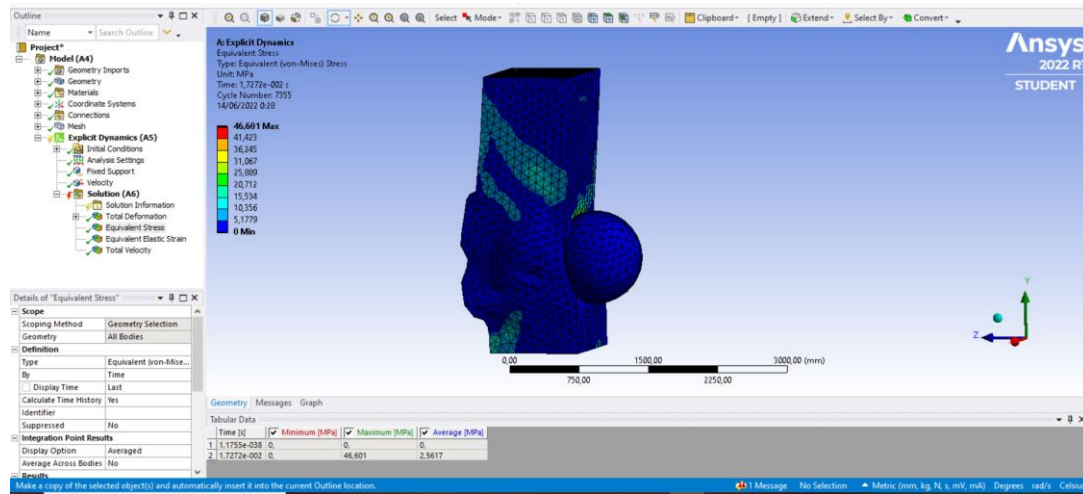 Outline
Name
Search Outline
Project*
Model (A4)
Geometry Imports
Geometry
Materials
Coordinate Systems
Connections
Mesh
Explicit Dynamics (A5)
Initial Conditions
Analysis Settings
Fixed Support
Velocity
Solution (A6)
Solution Information
Total Deformation
Equivalent Stress
Equivalent Elastic Strain
Total Velocity
Details of "Equivalent Stress"
Scope
Scoping Method Geometry Selection
Geometry All Bodies
Definition
Type Equivalent (von-Mise...
By Time
Display Time Last
Calculate Time History Yes
Identifier
Suppressed No
Integration Point Results
Display Option Averaged
Average Across Bodies No
Results
Select Mode Clipboard [ Empty ] Extend Select By Convert
A: Explicit Dynamics
Equivalent Stress
Type: Equivalent (von-Mises) Stress
Unit: MPa
Time: 1,7272e-002 s
Cycle Number: 7355
14/06/2022 0:28
46,601 Max
41,423
36,245
31,067
25,889
20,712
15,534
10,356
5,1779
0 Min
Ansys
2022 R1
STUDENT
Y
Z
0,00 1500,00 3000,00 (mm)
750,00 2250,00
Geometry Messages Graph
Tabular Data
Time [s] Minimum [MPa] Maximum [MPa] Average [MPa]
1 1,1755e-038 0, 0, 0,
2 1,7272e-002 0, 46,601 2,5617
Make a copy of the selected object(s) and automatically insert it into the current Outline location.
1 Message No Selection Metric (mm, kg, N, s, mV, mA) Degrees rad/s Celsiu